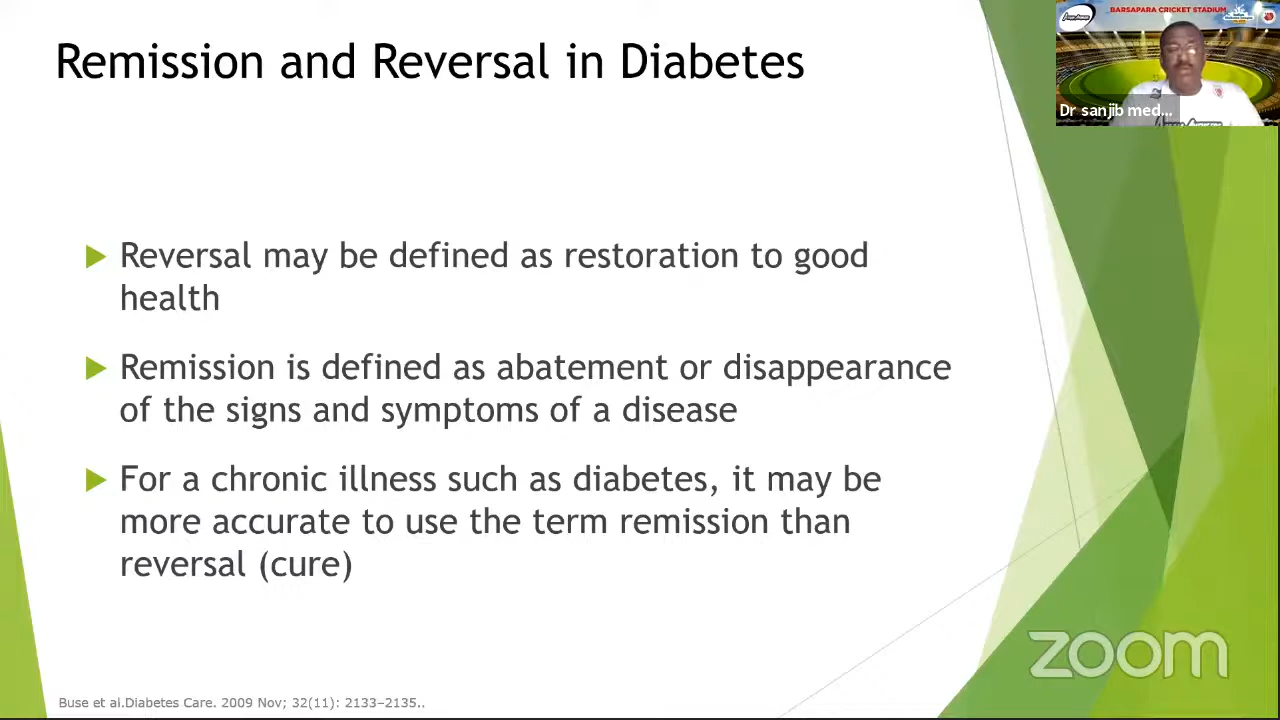 Remission and Reversal in Diabetes
BARSAPARA CRICKET STADIUM
Dr sanjib med...
Reversal may be defined as restoration to good
health
Remission is defined as abatement or disappearance
of the signs and symptoms of a disease
For a chronic illness such as diabetes, it may be
more accurate to use the term remission than
reversal (cure)
zoom
Buse et al.Diabetes Care. 2009 Nov; 32(11): 2133–2135..